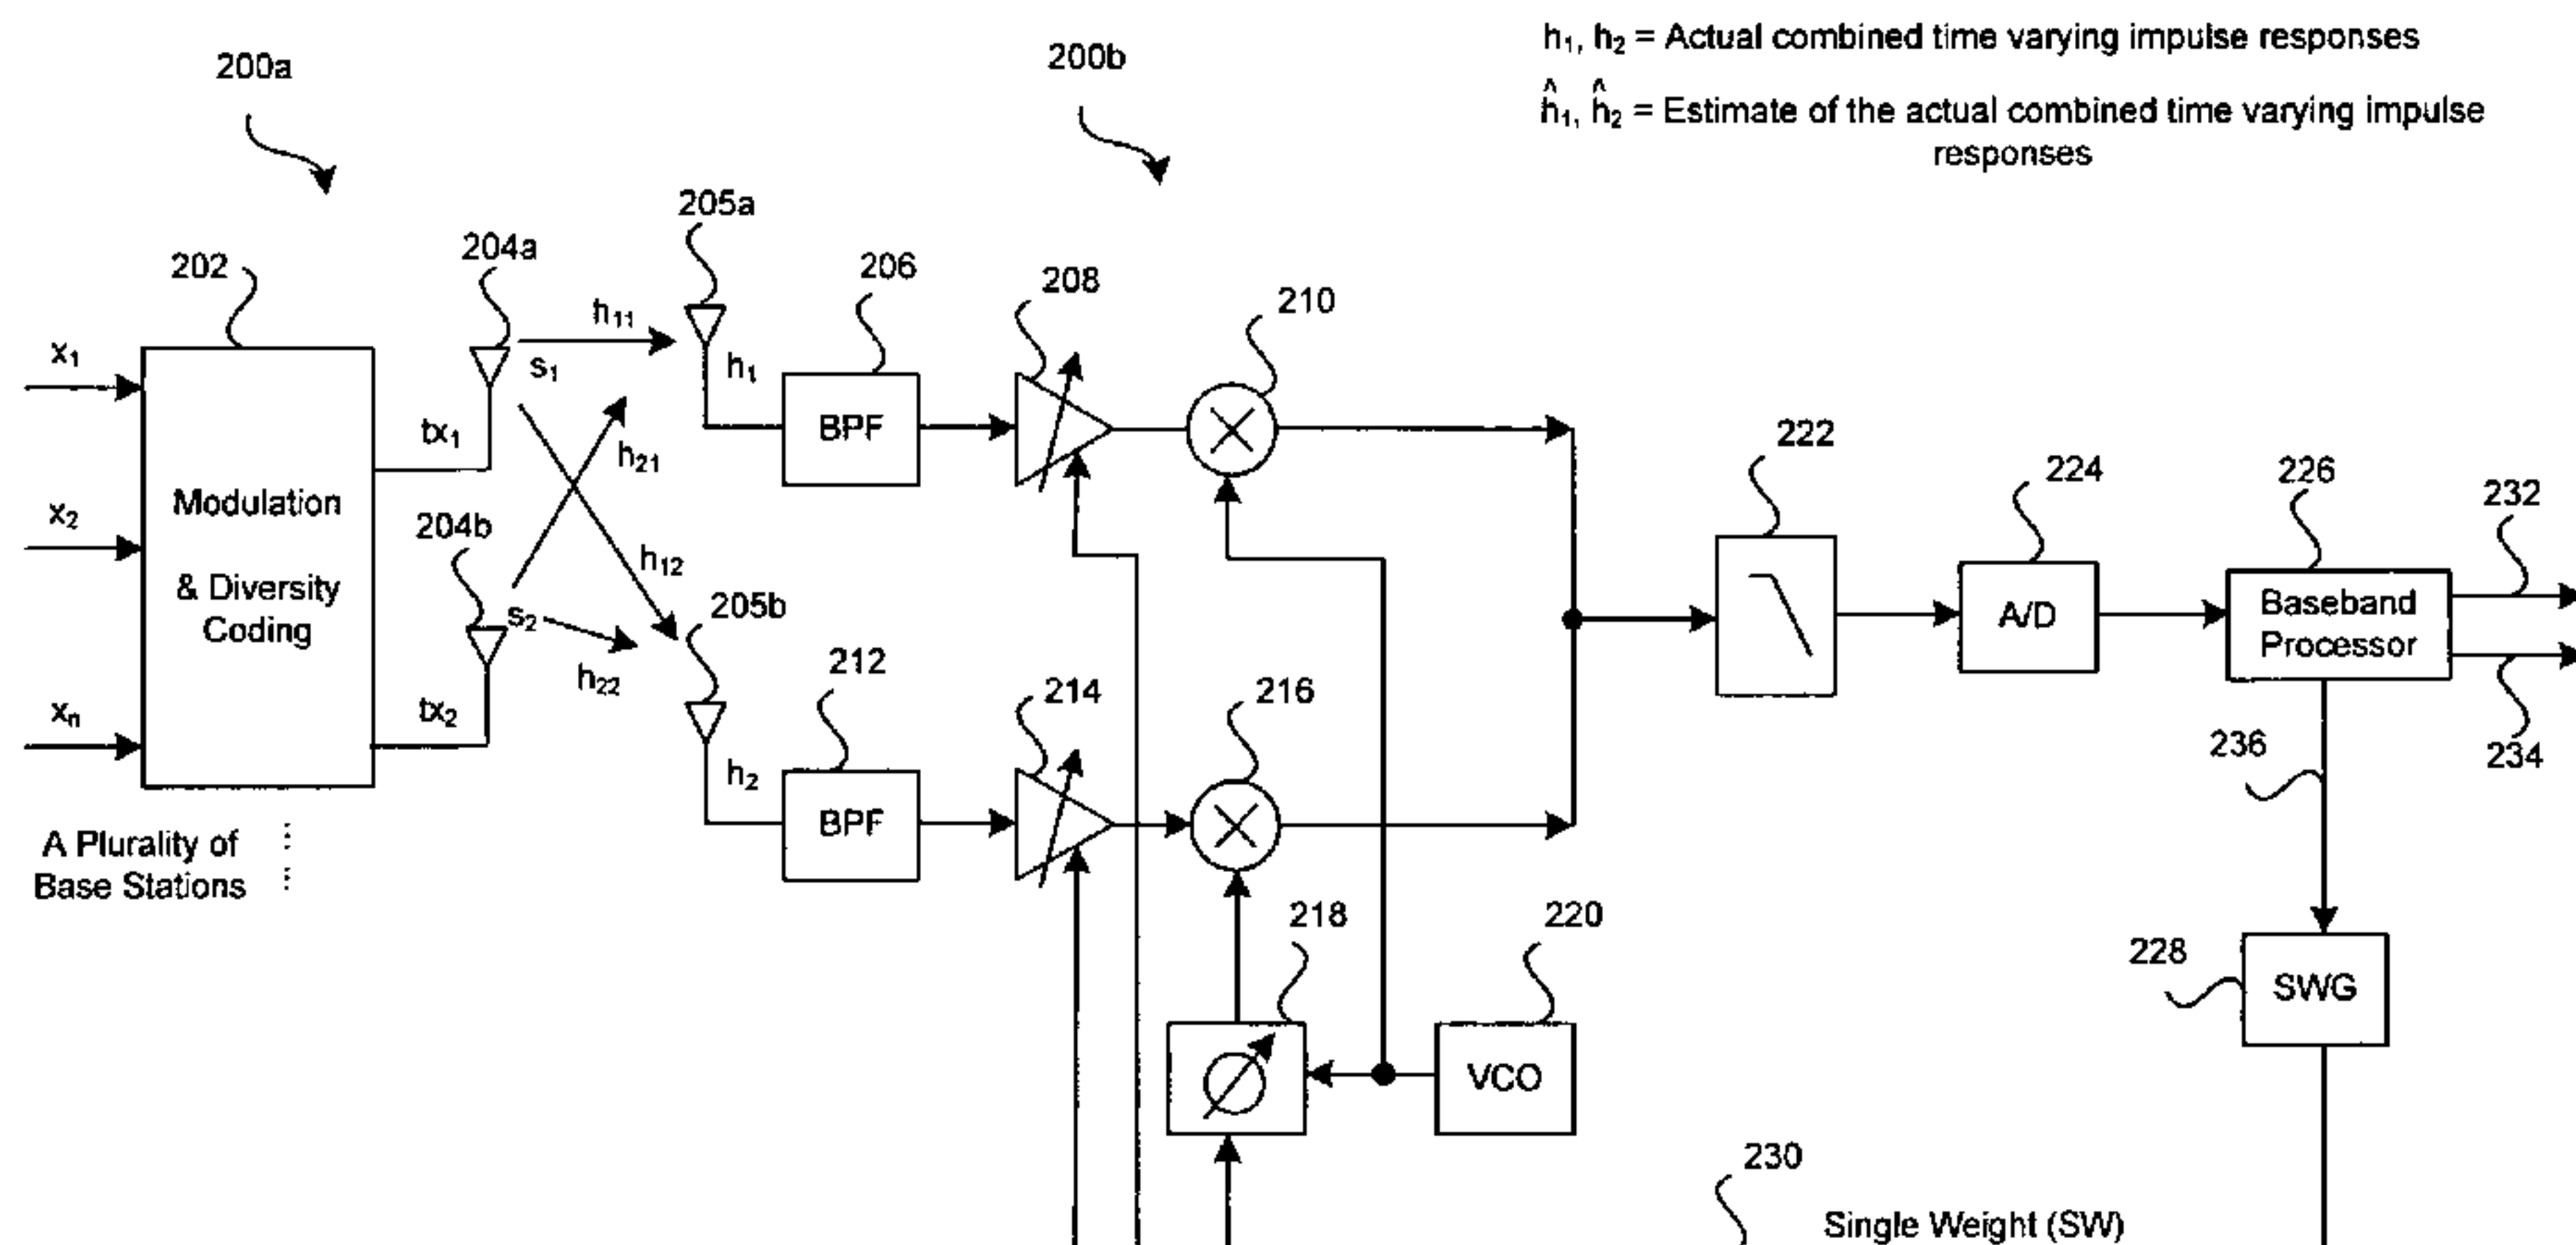 h₁, h₂ = Actual combined time varying impulse responses
ĥ₁, ĥ₂ = Estimate of the actual combined time varying impulse
responses
200a
200b
202
204a
205a
206
208
210
x₁
x₂
xₙ
Modulation
& Diversity
Coding
tx₁
tx₂
204b
s₁
s₂
h₁₁
h₂₁
h₁₂
h₂₂
h₁
BPF
205b
212
214
216
h₂
BPF
222
224
A/D
226
Baseband
Processor
232
234
236
A Plurality of
Base Stations
218
220
VCO
228
SWG
230
Single Weight (SW)